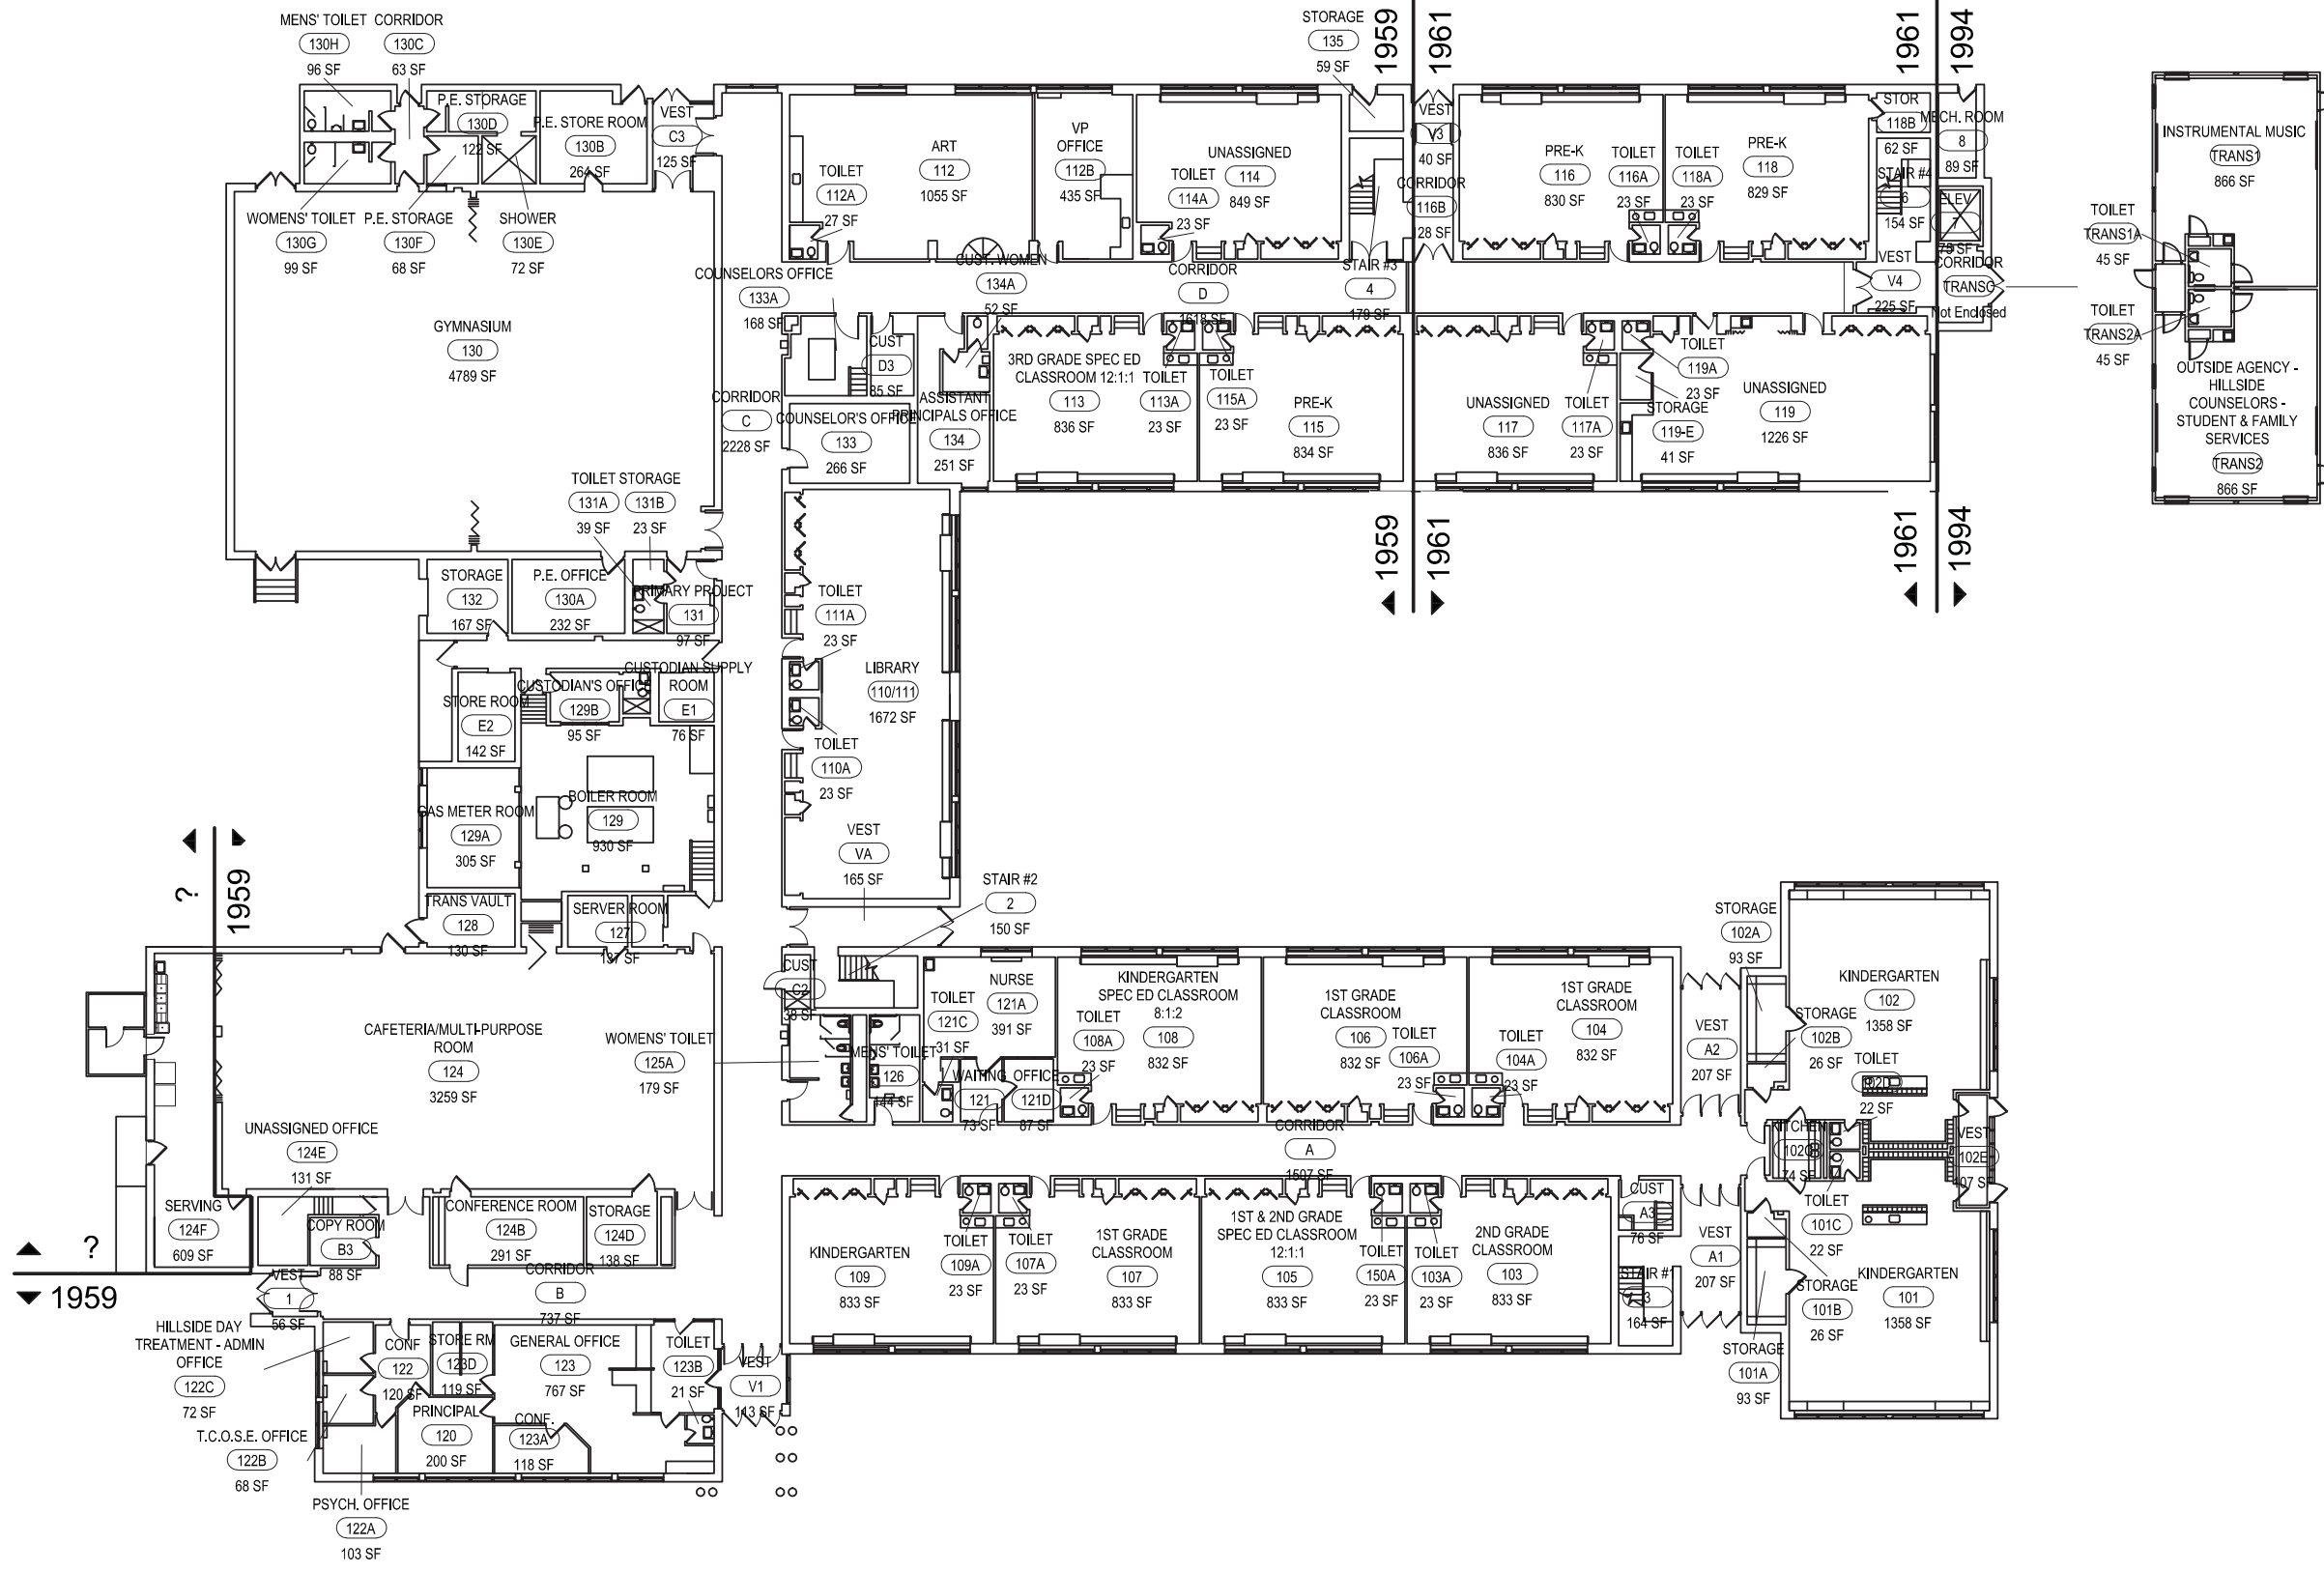 MENS' TOILET
130H
96 SF
CORRIDOR
130C
63 SF
P.E. STORAGE
130D
122 SF
P.E. STORE ROOM
130B
264 SF
VEST
C3
125 SF
WOMENS' TOILET
130G
99 SF
P.E. STORAGE
130F
68 SF
SHOWER
130E
72 SF
GYMNASIUM
130
4789 SF
TOILET
112A
27 SF
ART
112
1055 SF
VP
OFFICE
112B
435 SF
TOILET
114A
23 SF
UNASSIGNED
114
849 SF
STORAGE
135
59 SF
1959
1961
VEST
V3
40 SF
CORRIDOR
116B
28 SF
PRE-K
116
830 SF
TOILET
116A
23 SF
TOILET
118A
23 SF
PRE-K
118
829 SF
1961
1994
STOR
118B
62 SF
STAIR #4
6
154 SF
MECH. ROOM
8
89 SF
ELEV
7
75 SF
VEST
V4
225 SF
CORRIDOR
TRANSC
Not Enclosed
INSTRUMENTAL MUSIC
TRANS1
866 SF
TOILET
TRANS1A
45 SF
TOILET
TRANS2A
45 SF
OUTSIDE AGENCY -
HILLSIDE
COUNSELORS -
STUDENT & FAMILY
SERVICES
TRANS2
866 SF
COUNSELORS OFFICE
133A
168 SF
CUST. WOMEN
134A
52 SF
CORRIDOR
D
1618 SF
STAIR #3
4
179 SF
CUST
D3
85 SF
CORRIDOR
C
2228 SF
COUNSELOR'S OFFICE
133
266 SF
ASSISTANT
PRINCIPALS OFFICE
134
251 SF
3RD GRADE SPEC ED
CLASSROOM 12:1:1
113
836 SF
TOILET
113A
23 SF
TOILET
115A
23 SF
PRE-K
115
834 SF
UNASSIGNED
117
836 SF
TOILET
117A
23 SF
TOILET
119A
23 SF
STORAGE
119-E
41 SF
UNASSIGNED
119
1226 SF
1959
1961
1961
1994
TOILET
131A
39 SF
STORAGE
131B
23 SF
STORAGE
132
167 SF
P.E. OFFICE
130A
232 SF
PRIMARY PROJECT
131
97 SF
TOILET
111A
23 SF
LIBRARY
110/111
1672 SF
TOILET
110A
23 SF
STORE ROOM
E2
142 SF
CUSTODIAN'S OFFICE
129B
95 SF
CUSTODIAN SUPPLY
ROOM
E1
76 SF
GAS METER ROOM
129A
305 SF
BOILER ROOM
129
930 SF
VEST
VA
165 SF
?
1959
TRANS VAULT
128
130 SF
SERVER ROOM
127
137 SF
STAIR #2
2
150 SF
CUST
C2
38 SF
NURSE
121A
391 SF
TOILET
121C
31 SF
KINDERGARTEN
SPEC ED CLASSROOM
8:1:2
108
832 SF
TOILET
108A
23 SF
1ST GRADE
CLASSROOM
106
832 SF
TOILET
106A
23 SF
1ST GRADE
CLASSROOM
104
832 SF
TOILET
104A
23 SF
CAFETERIA/MULTI-PURPOSE
ROOM
124
3259 SF
WOMENS' TOILET
125A
179 SF
MENS' TOILET
126
144 SF
WAITING
121
73 SF
OFFICE
121D
87 SF
VEST
A2
207 SF
STORAGE
102A
93 SF
KINDERGARTEN
102
1358 SF
STORAGE
102B
26 SF
TOILET
102D
22 SF
KITCHEN
102C
74 SF
VEST
102E
107 S
CORRIDOR
A
1507 SF
UNASSIGNED OFFICE
124E
131 SF
SERVING
124F
609 SF
COPY ROOM
B3
88 SF
CONFERENCE ROOM
124B
291 SF
STORAGE
124D
138 SF
?
1959
VEST
1
56 SF
CORRIDOR
B
737 SF
KINDERGARTEN
109
833 SF
TOILET
109A
23 SF
TOILET
107A
23 SF
1ST GRADE
CLASSROOM
107
833 SF
1ST & 2ND GRADE
SPEC ED CLASSROOM
12:1:1
105
833 SF
TOILET
150A
23 SF
TOILET
103A
23 SF
2ND GRADE
CLASSROOM
103
833 SF
CUST
A3
76 SF
STAIR #1
164 SF
VEST
A1
207 SF
TOILET
101C
22 SF
STORAGE
101B
26 SF
KINDERGARTEN
101
1358 SF
STORAGE
101A
93 SF
HILLSIDE DAY
TREATMENT - ADMIN
OFFICE
122C
72 SF
CONF
122
120 SF
STORE RM
123D
119 SF
GENERAL OFFICE
123
767 SF
TOILET
123B
21 SF
VEST
V1
113 SF
T.C.O.S.E. OFFICE
122B
68 SF
PRINCIPAL
120
200 SF
CONF.
123A
118 SF
PSYCH. OFFICE
122A
103 SF